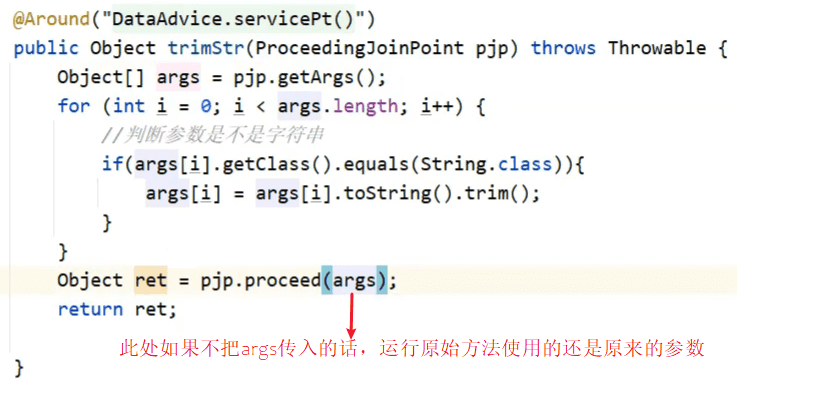 @Around("DataAdvice.servicePt()")
public Object trimStr(ProceedingJoinPoint pjp) throws Throwable {
    Object[] args = pjp.getArgs();
    for (int i = 0; i < args.length; i++) {
        //判断参数是不是字符串
        if(args[i].getClass().equals(String.class)){
            args[i] = args[i].toString().trim();
        }
    }
    Object ret = pjp.proceed(args);
    return ret;
此处如果不把args传入的话，运行原始方法使用的还是原来的参数
}